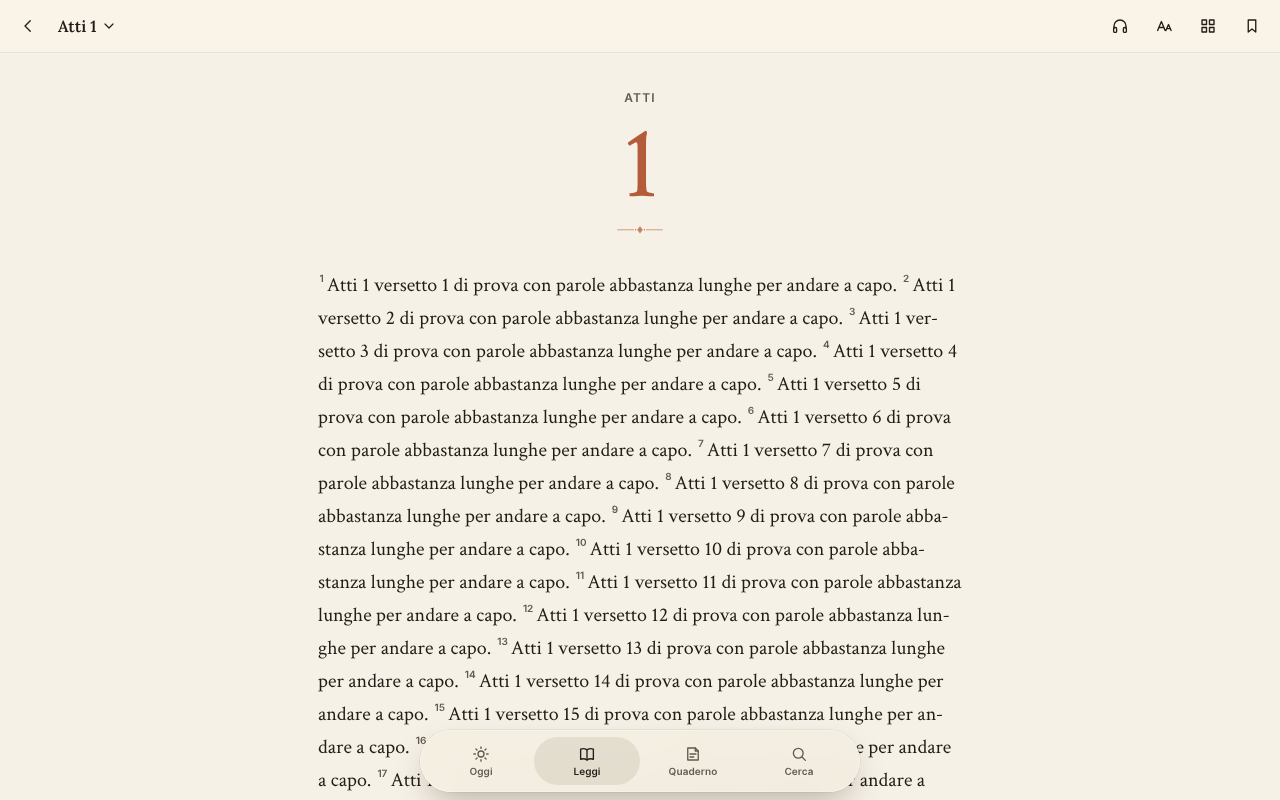 Atti 1
AA
ATTI
1
1 Atti 1 versetto 1 di prova con parole abbastanza lunghe per andare a capo. 2 Atti 1
versetto 2 di prova con parole abbastanza lunghe per andare a capo. 3 Atti 1 ver-
setto 3 di prova con parole abbastanza lunghe per andare a capo. 4 Atti 1 versetto 4
di prova con parole abbastanza lunghe per andare a capo. 5 Atti 1 versetto 5 di
prova con parole abbastanza lunghe per andare a capo. 6 Atti 1 versetto 6 di prova
con parole abbastanza lunghe per andare a capo. 7 Atti 1 versetto 7 di prova con
parole abbastanza lunghe per andare a capo. 8 Atti 1 versetto 8 di prova con parole
abbastanza lunghe per andare a capo. 9 Atti 1 versetto 9 di prova con parole abba-
stanza lunghe per andare a capo. 10 Atti 1 versetto 10 di prova con parole abba-
stanza lunghe per andare a capo. 11 Atti 1 versetto 11 di prova con parole abbastanza
lunghe per andare a capo. 12 Atti 1 versetto 12 di prova con parole abbastanza lun-
ghe per andare a capo. 13 Atti 1 versetto 13 di prova con parole abbastanza lunghe
per andare a capo. 14 Atti 1 versetto 14 di prova con parole abbastanza lunghe per
andare a capo. 15 Atti 1 versetto 15 di prova con parole abbastanza lunghe per an-
dare a capo. 16 per andare
a capo. 17 Atti andare a
Oggi
Leggi
Quaderno
Cerca